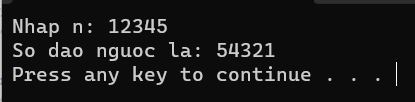 Nhap n: 12345
So dao nguoc la: 54321
Press any key to continue . . .